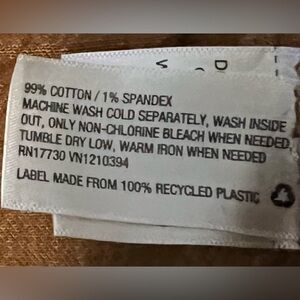 99% COTTON / 1% SPANDEX
MACHINE WASH COLD SEPARATELY, WASH INSIDE
OUT, ONLY NON-CHLORINE BLEACH WHEN NEEDED,
TUMBLE DRY LOW, WARM IRON WHEN NEEDED
RN17730 VN1210394
LABEL MADE FROM 100% RECYCLED PLASTIC